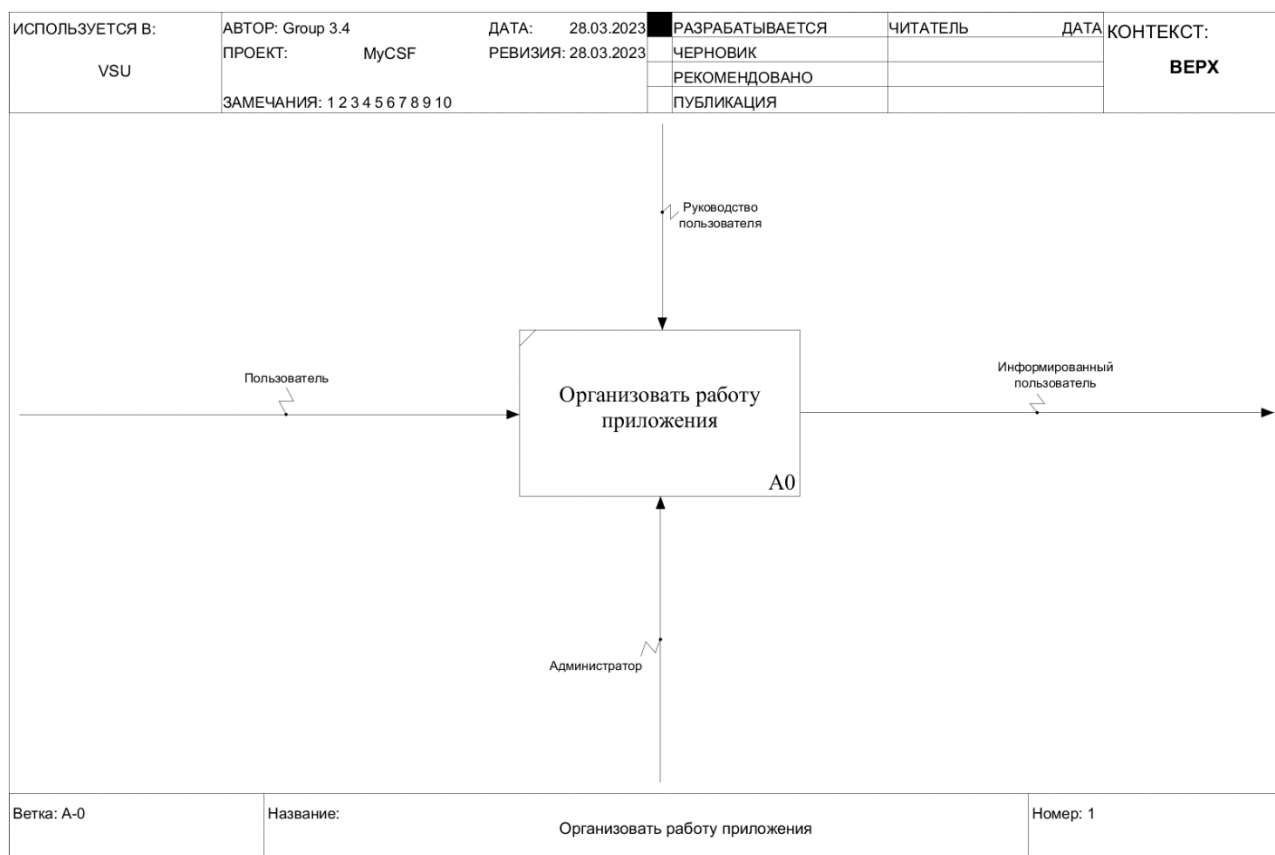 ИСПОЛЬЗУЕТСЯ В:
VSU
АВТОР: Group 3.4
ДАТА: 28.03.2023
ПРОЕКТ: MyCSF
РЕВИЗИЯ: 28.03.2023
ЗАМЕЧАНИЯ: 1 2 3 4 5 6 7 8 9 10
РАЗРАБАТЫВАЕТСЯ
ЧЕРНОВИК
РЕКОМЕНДОВАНО
ПУБЛИКАЦИЯ
ЧИТАТЕЛЬ
ДАТА
КОНТЕКСТ:
ВЕРХ
Руководство
пользователя
Пользователь
Организовать работу
приложения
A0
Информированный
пользователь
Администратор
Ветка: A-0
Название:
Организовать работу приложения
Номер: 1